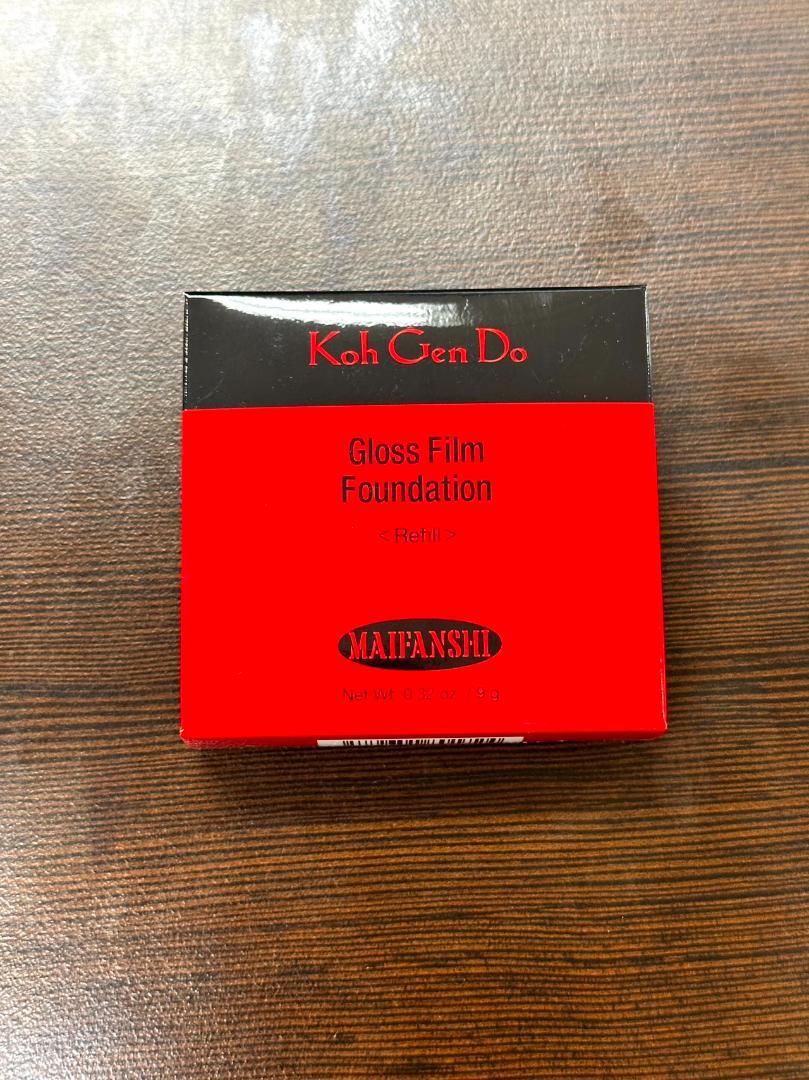 Koh Gen Do
Gloss Film
Foundation
<Refill>
MAIFANSHI
Net Wt. 0.32 oz. / 9 g